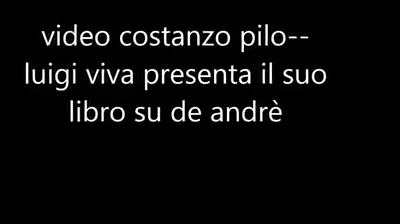 video costanzo pilo--
luigi viva presenta il suo
libro su de andrè